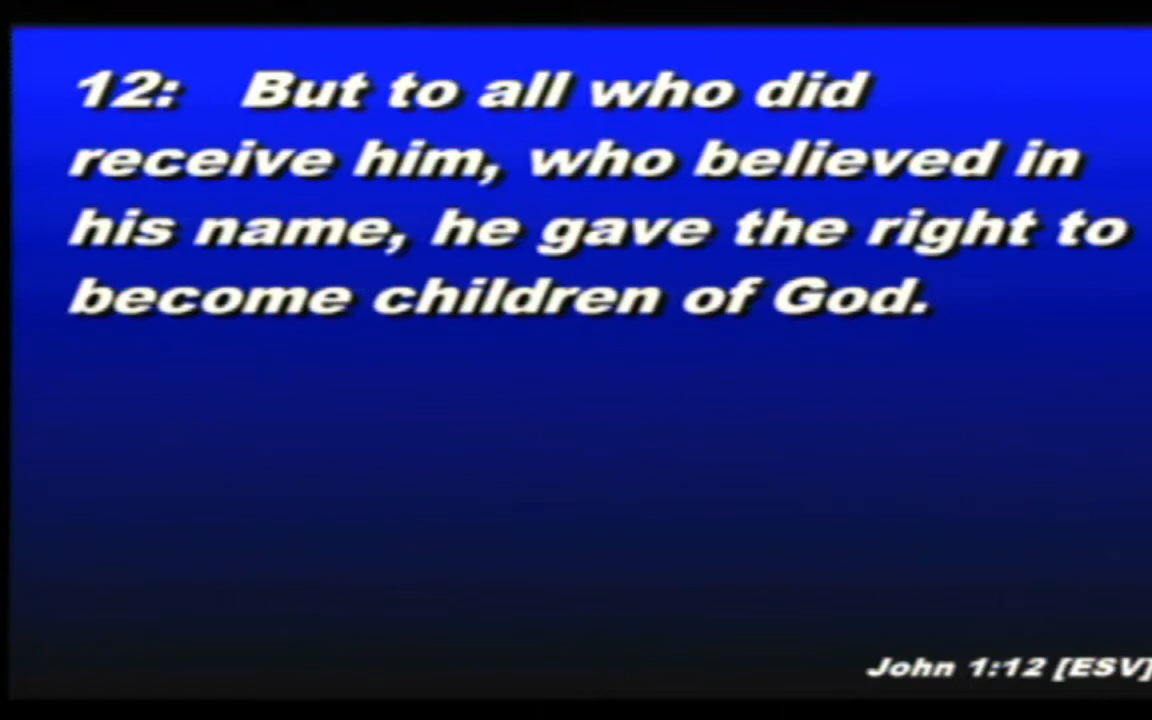 12: But to all who did
receive him, who believed in
his name, he gave the right to
become children of God.
John 1:12 [ESV]